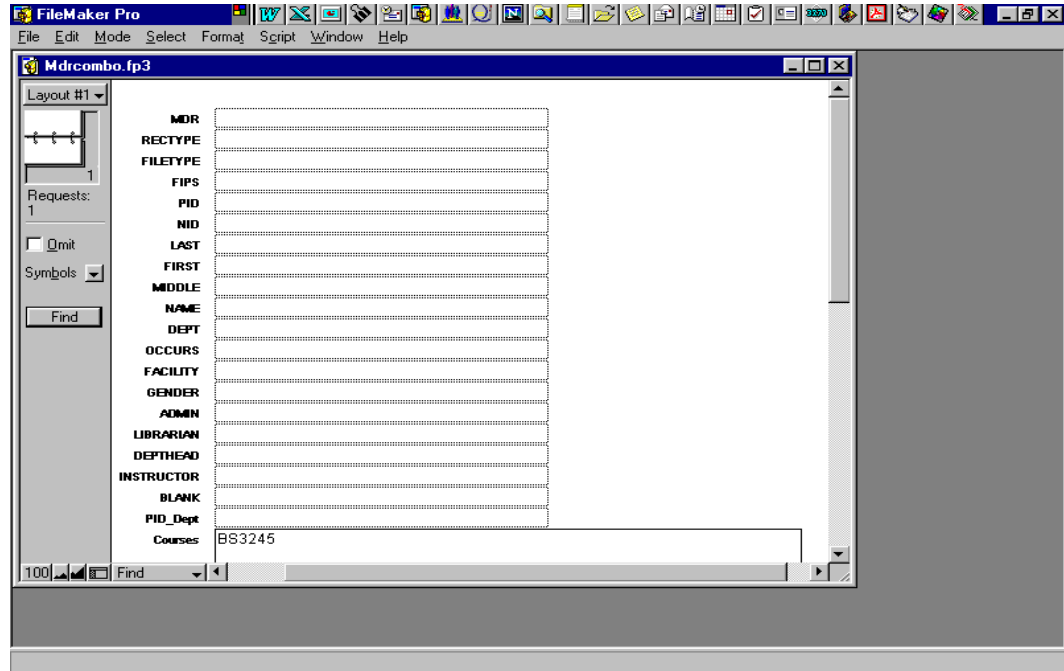 FileMaker Pro
File Edit Mode Select Format Script Window Help
Mdrcombo.fp3
Layout #1
1
Requests:
1
Omit
Symbols
Find
MDR
RECTYPE
FILETYPE
FIPS
PID
NID
LAST
FIRST
MIDDLE
NAME
DEPT
OCCURS
FACILITY
GENDER
ADMIN
LIBRARIAN
DEPTHEAD
INSTRUCTOR
BLANK
PID_Dept
Courses BS3245
100 Find